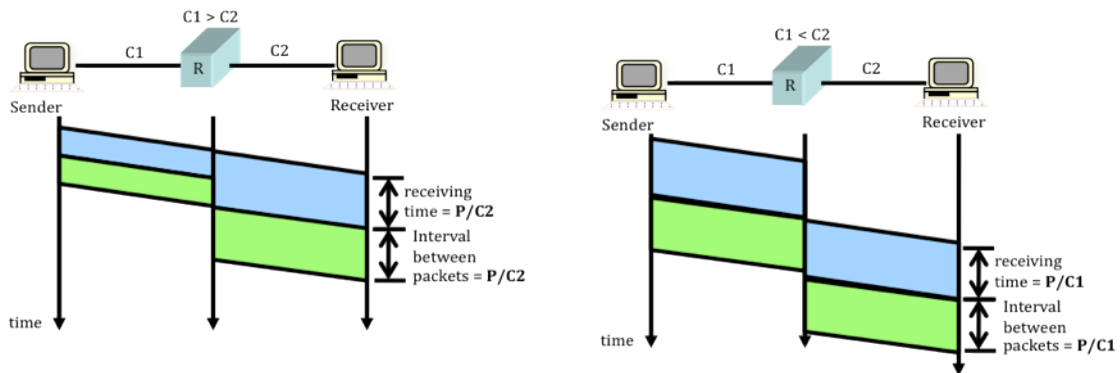 C1 > C2
C1
C2
R
Sender
Receiver
receiving
time = P/C2
Interval
between
packets = P/C2
time
C1 < C2
C1
C2
R
Sender
Receiver
receiving
time = P/C1
Interval
between
packets = P/C1
time